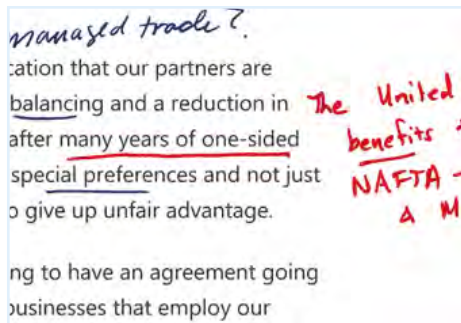 managed trade?
cation that our partners are
balancing and a reduction in
after many years of one-sided
special preferences and not just
o give up unfair advantage.
ng to have an agreement going
businesses that employ our
The United
benefits
NAFTA -
a M